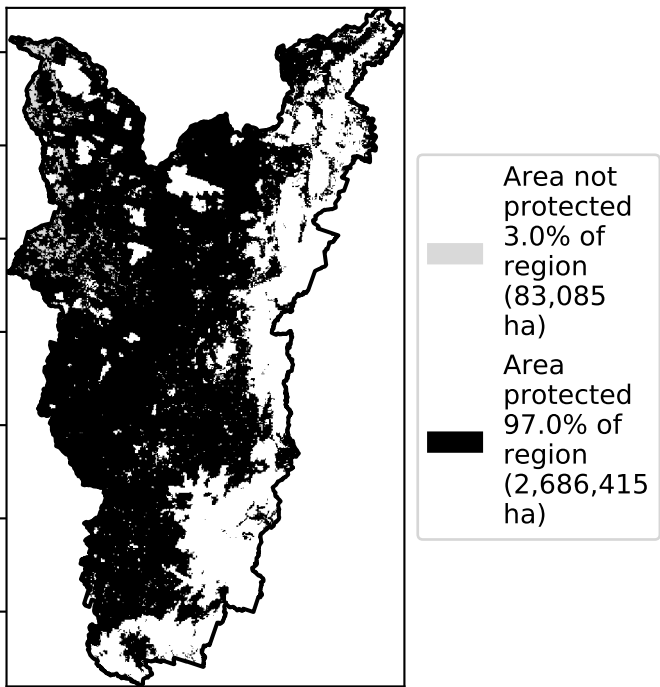 Area not
protected
3.0% of
region
(83,085
ha)
Area
protected
97.0% of
region
(2,686,415
ha)